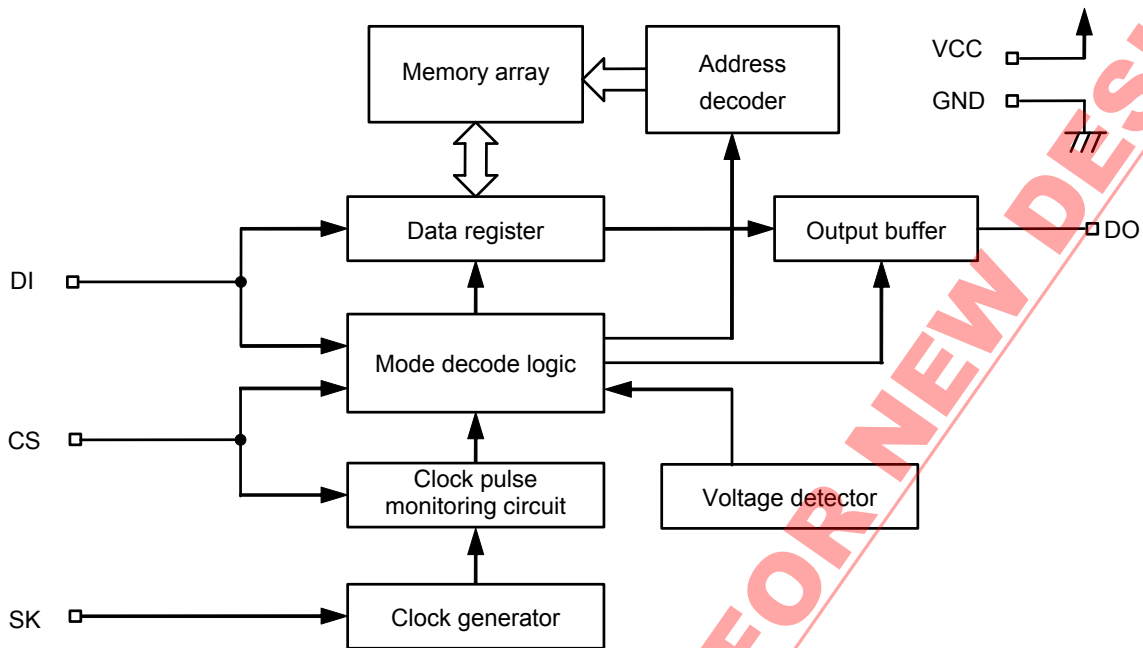 Memory array
Address
decoder
VCC
GND
Data register
Output buffer
DO
DI
Mode decode logic
CS
Clock pulse
monitoring circuit
Voltage detector
SK
Clock generator
FOR NEW